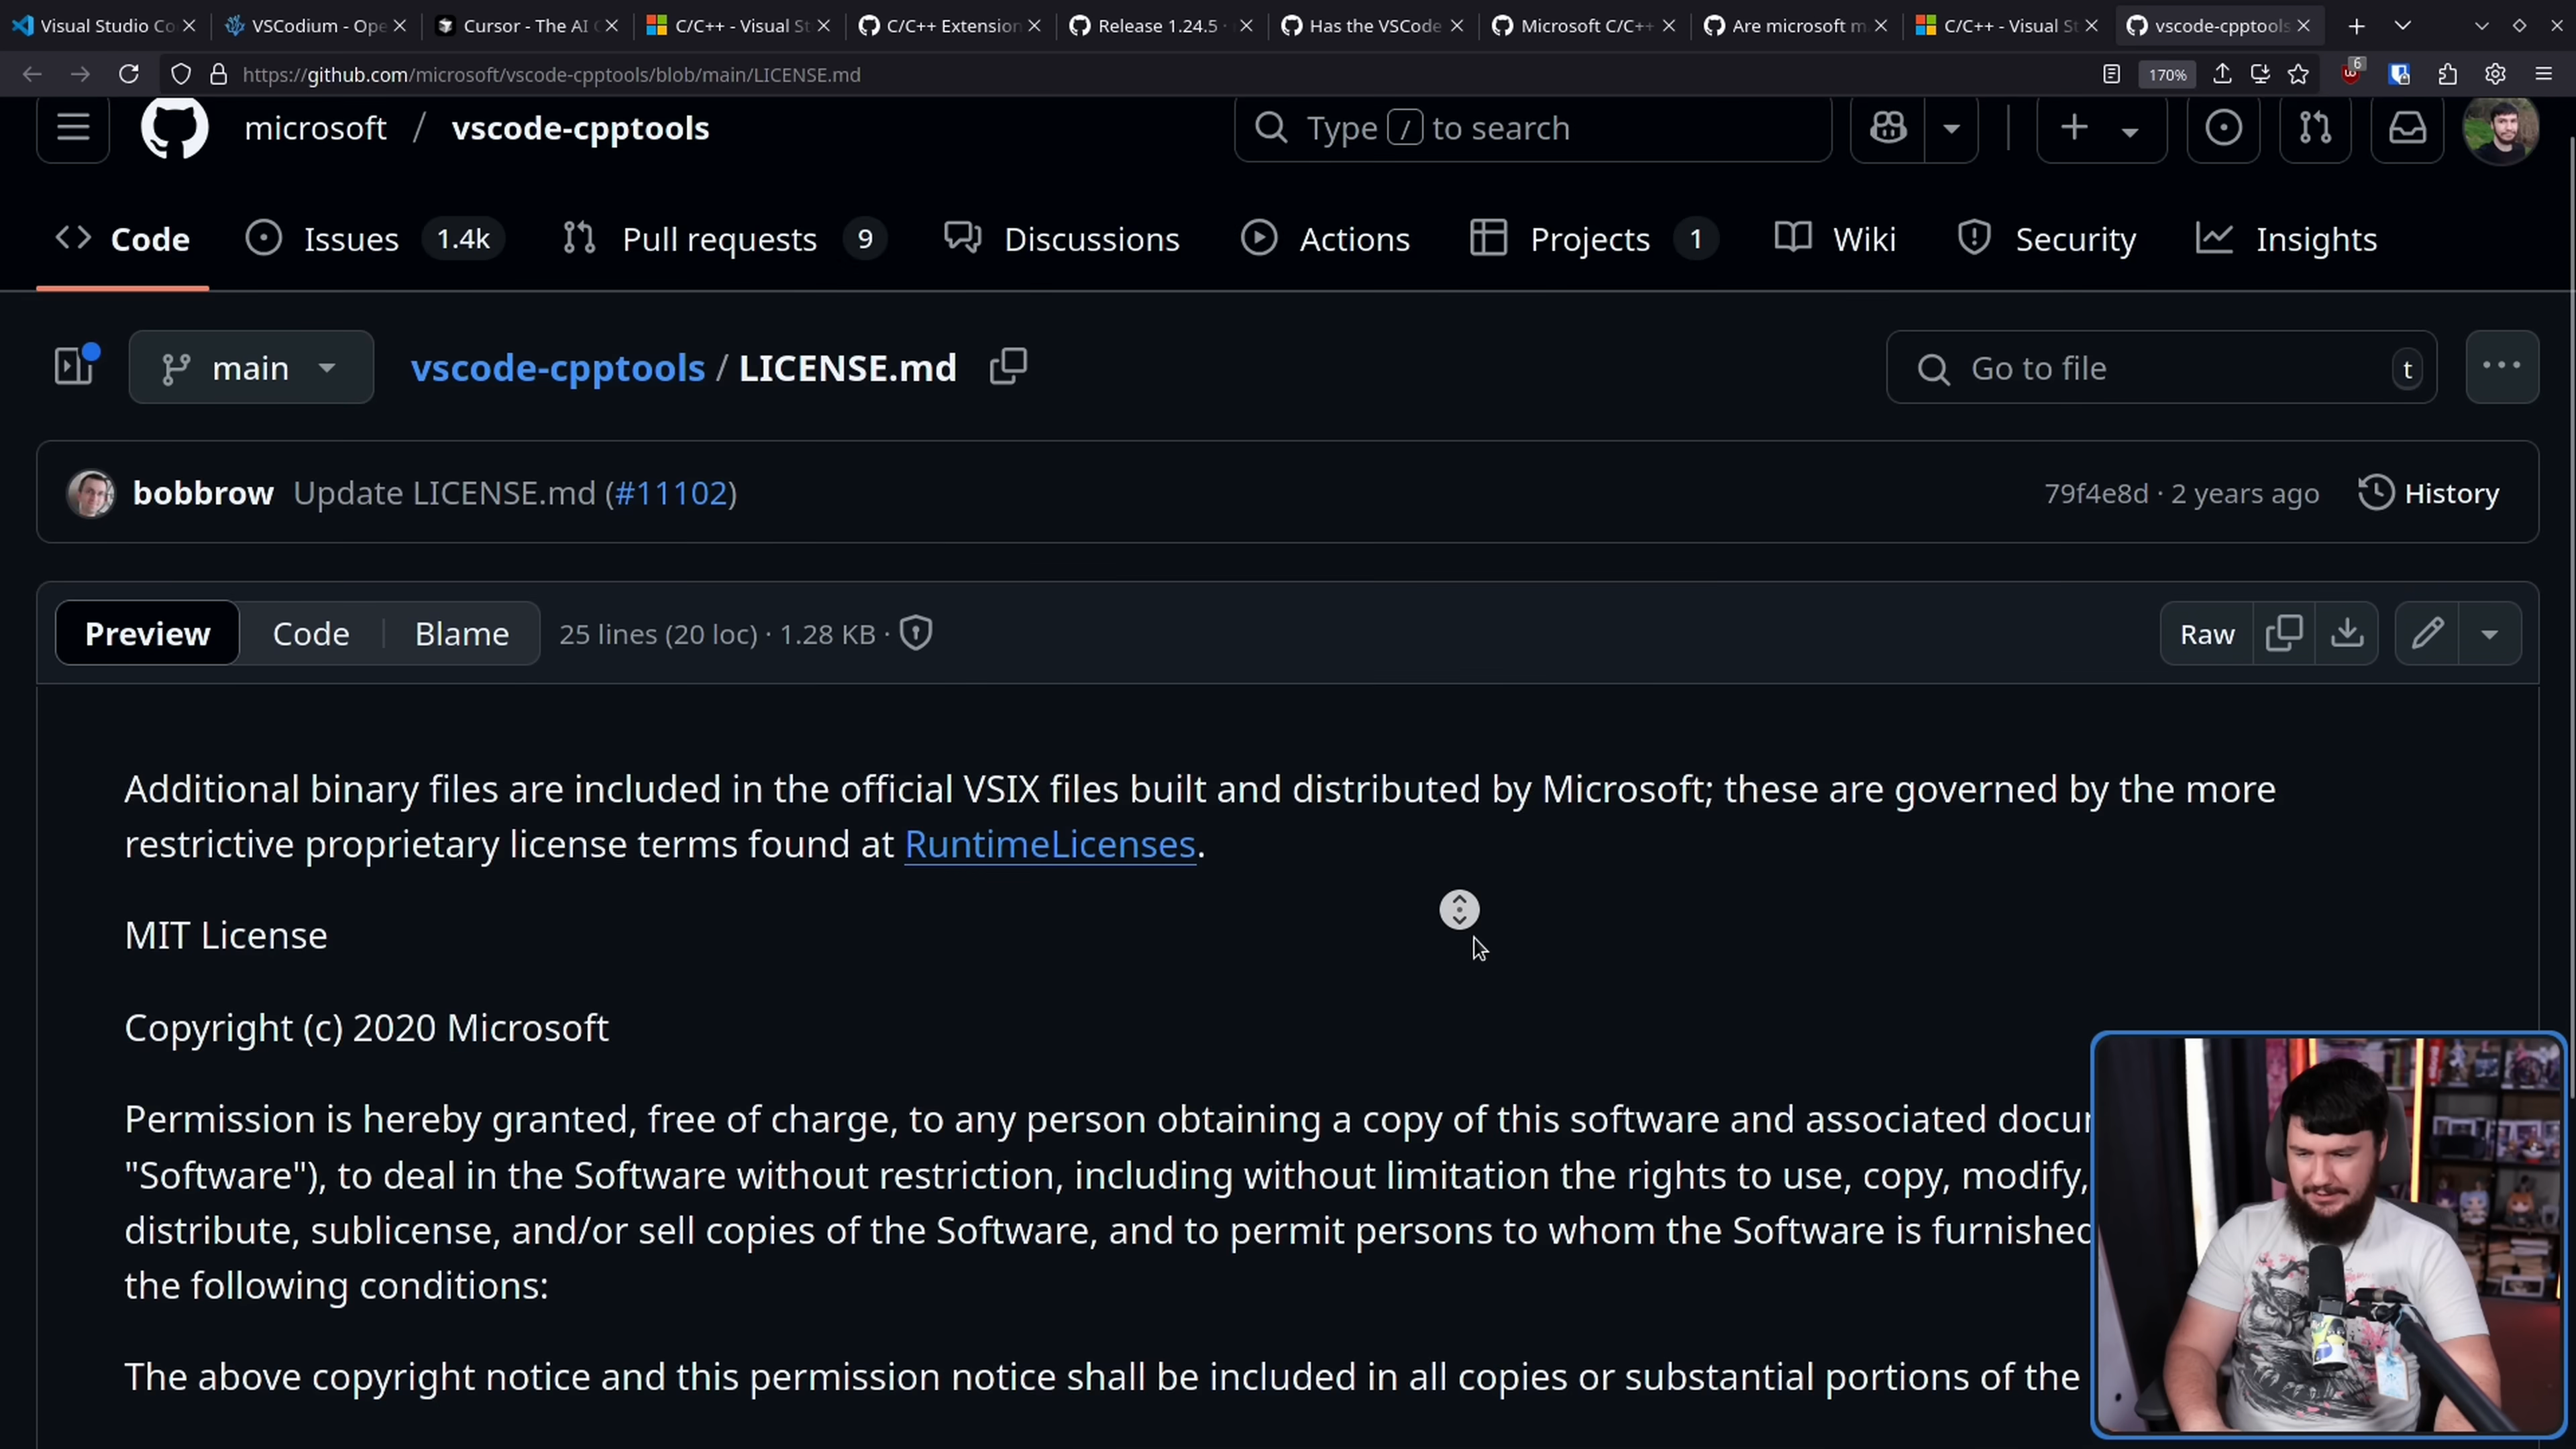 Visual Studio Co
VSCodium - Ope
Cursor - The AI C
C/C++ - Visual St
C/C++ Extension
Release 1.24.5 ·
Has the VSCode
Microsoft C/C++
Are microsoft m
C/C++ - Visual St
vscode-cpptools
https://github.com/microsoft/vscode-cpptools/blob/main/LICENSE.md
170%
6
microsoft / vscode-cpptools
Type / to search
Code
Issues 1.4k
Pull requests 9
Discussions
Actions
Projects 1
Wiki
Security
Insights
main
vscode-cpptools / LICENSE.md
Go to file t
bobbrow Update LICENSE.md (#11102)
79f4e8d · 2 years ago
History
Preview
Code
Blame
25 lines (20 loc) · 1.28 KB ·
Raw
Additional binary files are included in the official VSIX files built and distributed by Microsoft; these are governed by the more
restrictive proprietary license terms found at RuntimeLicenses.
MIT License
Copyright (c) 2020 Microsoft
Permission is hereby granted, free of charge, to any person obtaining a copy of this software and associated docu
"Software"), to deal in the Software without restriction, including without limitation the rights to use, copy, modify,
distribute, sublicense, and/or sell copies of the Software, and to permit persons to whom the Software is furnished
the following conditions:
The above copyright notice and this permission notice shall be included in all copies or substantial portions of the